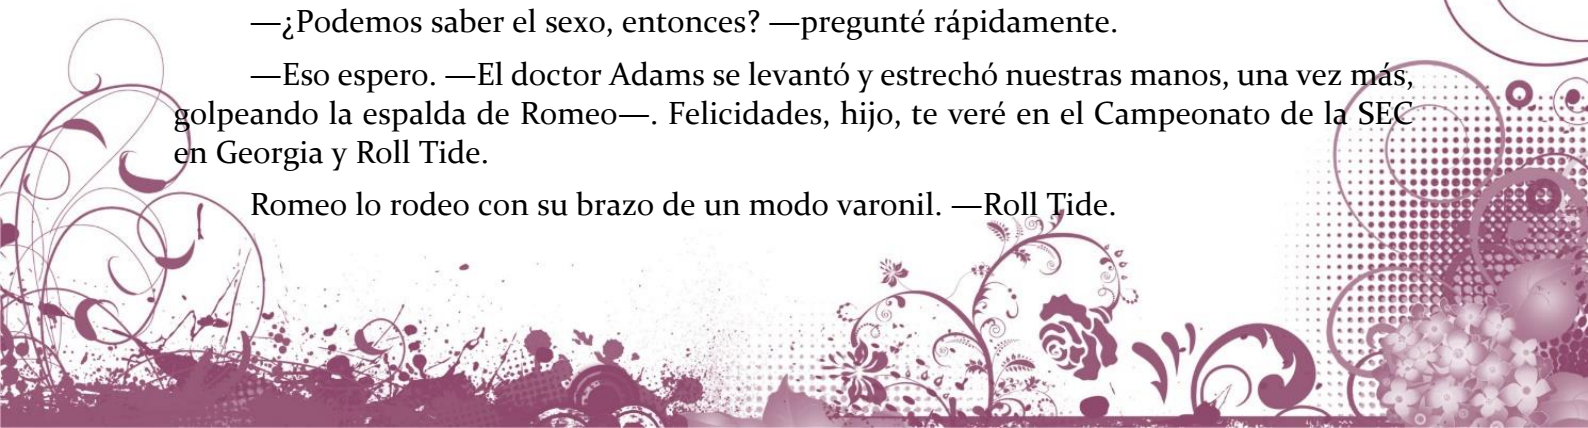 —¿Podemos saber el sexo, entonces? —pregunté rápidamente.
—Eso espero. —El doctor Adams se levantó y estrechó nuestras manos, una vez más,
golpeando la espalda de Romeo—. Felicidades, hijo, te veré en el Campeonato de la SEC
en Georgia y Roll Tide.
Romeo lo rodeo con su brazo de un modo varonil. —Roll Tide.